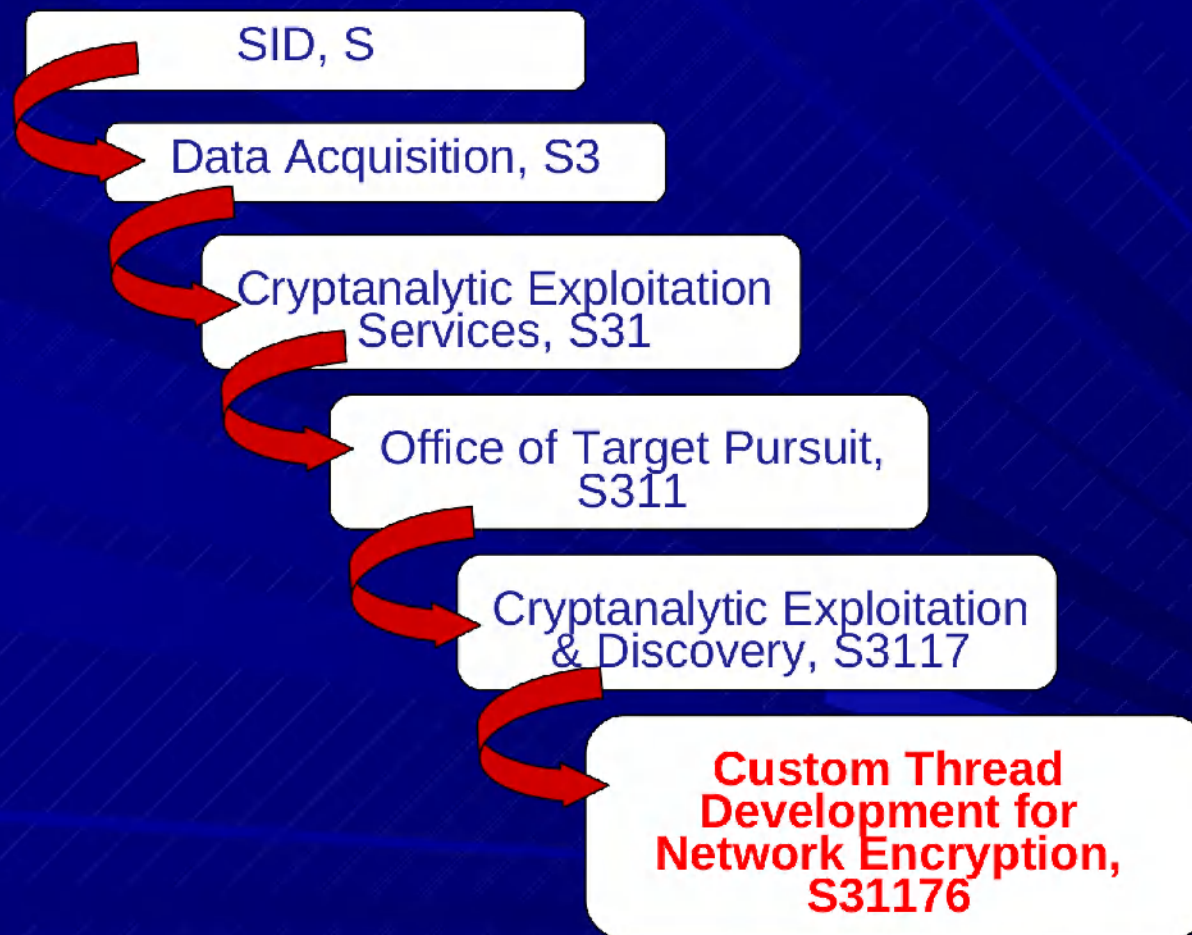 SID, S
Data Acquisition, S3
Cryptanalytic Exploitation
Services, S31
Office of Target Pursuit,
S311
Cryptanalytic Exploitation
& Discovery, S3117
Custom Thread
Development for
Network Encryption,
S31176